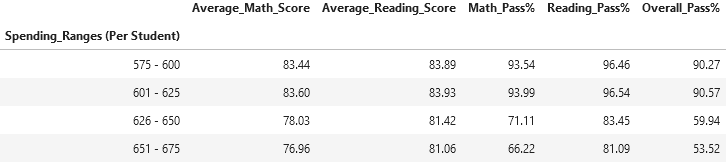 Average_Math_Score Average_Reading_Score Math_Pass% Reading_Pass% Overall_Pass%
Spending_Ranges (Per Student)
575 - 600 83.44 83.89 93.54 96.46 90.27
601 - 625 83.60 83.93 93.99 96.54 90.57
626 - 650 78.03 81.42 71.11 83.45 59.94
651 - 675 76.96 81.06 66.22 81.09 53.52